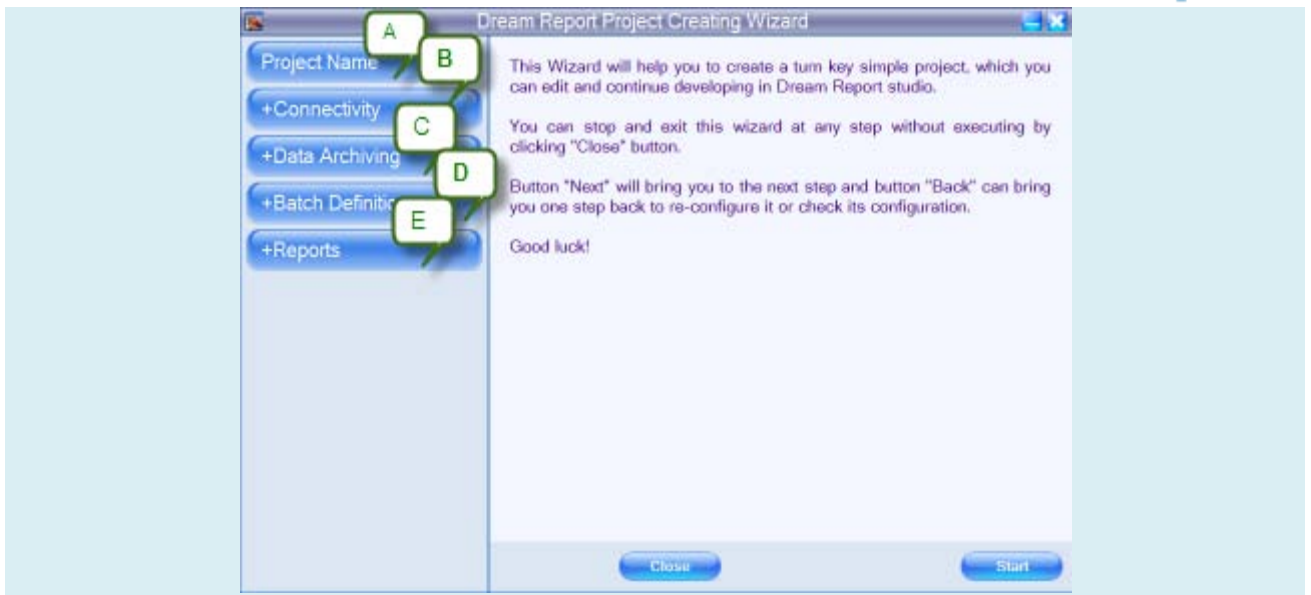 Dream Report Project Creating Wizard
A
Project Name
B
+Connectivity
C
+Data Archiving
D
+Batch
E
+Reports
This Wizard will help you to create a turn key simple project, which you
can edit and continue developing in Dream Report studio.
You can stop and exit this wizard at any step without executing by
clicking "Close" button.
Button "Next" will bring you to the next step and button "Back" can bring
you one step back to re-configure it or check its configuration.
Good luck!
Close
Start